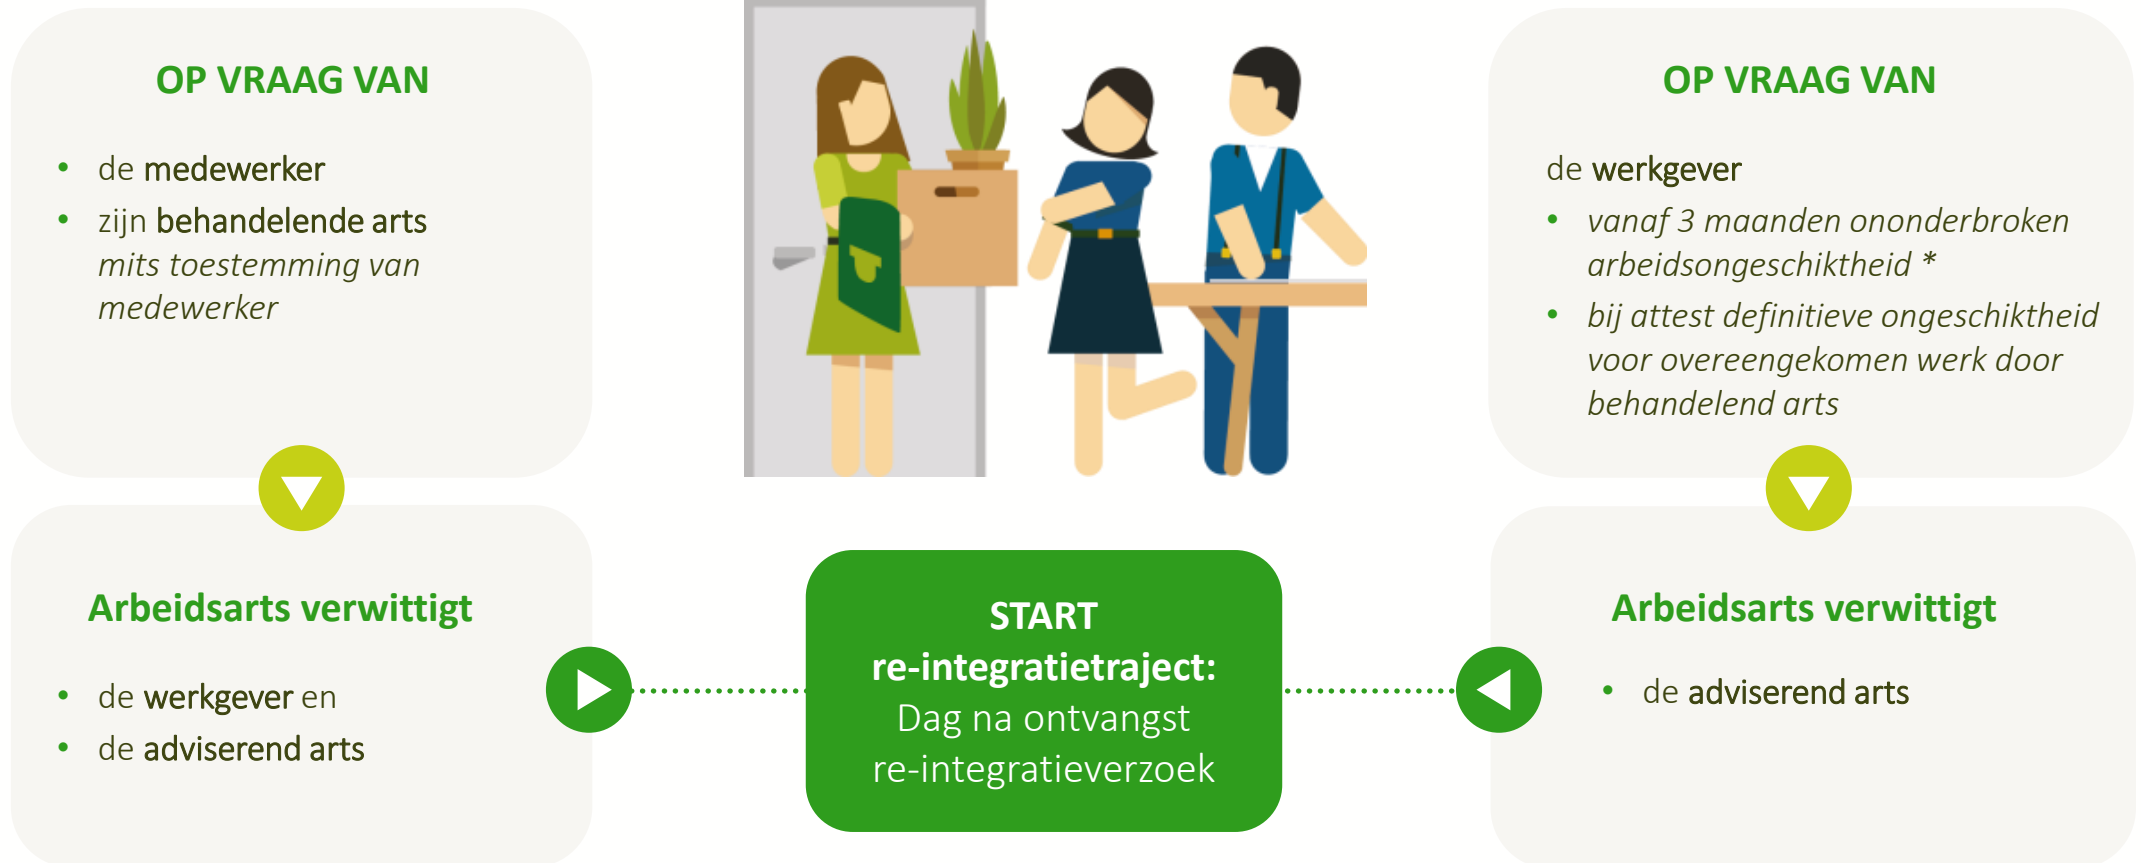 OP VRAAG VAN
• de medewerker
• zijn behandelende arts
mits toestemming van
medewerker
Arbeidsarts verwittigt
• de werkgever en
• de adviserend arts
START
re-integratietraject:
Dag na ontvangst
re-integratieverzoek
OP VRAAG VAN
de werkgever
• vanaf 3 maanden ononderbroken
arbeidsongeschiktheid *
• bij attest definitieve ongeschiktheid
voor overeengekomen werk door
behandelend arts
Arbeidsarts verwittigt
• de adviserend arts